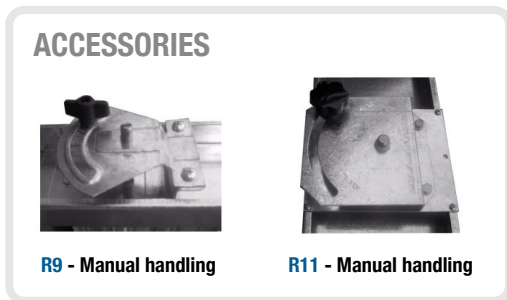 ACCESSORIES
R9 - Manual handling
R11 - Manual handling